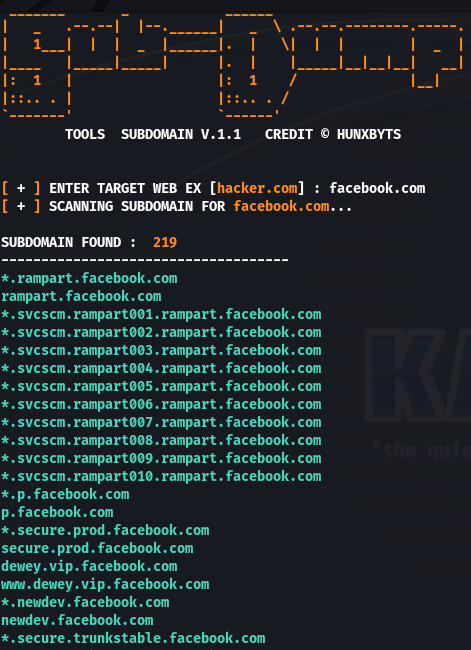 TOOLS SUBDOMAIN V.1.1 CREDIT © HUNXBYTS
[ + ] ENTER TARGET WEB EX [hacker.com] : facebook.com
[ + ] SCANNING SUBDOMAIN FOR facebook.com...
SUBDOMAIN FOUND : 219
------------------------------------
*.rampart.facebook.com
rampart.facebook.com
*.svcscm.rampart001.rampart.facebook.com
*.svcscm.rampart002.rampart.facebook.com
*.svcscm.rampart003.rampart.facebook.com
*.svcscm.rampart004.rampart.facebook.com
*.svcscm.rampart005.rampart.facebook.com
*.svcscm.rampart006.rampart.facebook.com
*.svcscm.rampart007.rampart.facebook.com
*.svcscm.rampart008.rampart.facebook.com
*.svcscm.rampart009.rampart.facebook.com
*.svcscm.rampart010.rampart.facebook.com
*.p.facebook.com
p.facebook.com
*.secure.prod.facebook.com
secure.prod.facebook.com
dewey.vip.facebook.com
www.dewey.vip.facebook.com
*.newdev.facebook.com
newdev.facebook.com
*.secure.trunkstable.facebook.com
KA
"the quie